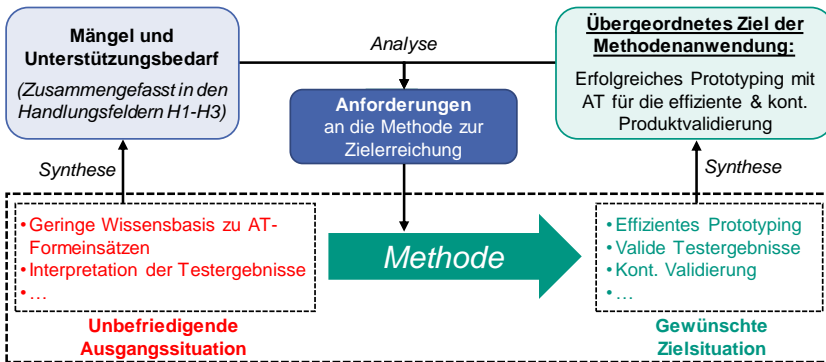 Mängel und
Unterstützungsbedarf
(Zusammengefasst in den
Handlungsfeldern H1-H3)
Analyse
Übergeordnetes Ziel der
Methodenanwendung:
Erfolgreiches Prototyping mit
AT für die effiziente & kont.
Produktvalidierung
Anforderungen
an die Methode zur
Zielerreichung
Synthese
Synthese
•Geringe Wissensbasis zu AT-
Formeinsätzen
•Interpretation der Testergebnisse
•…
Methode
•Effizientes Prototyping
•Valide Testergebnisse
•Kont. Validierung
•…
Unbefriedigende
Ausgangssituation
Gewünschte
Zielsituation